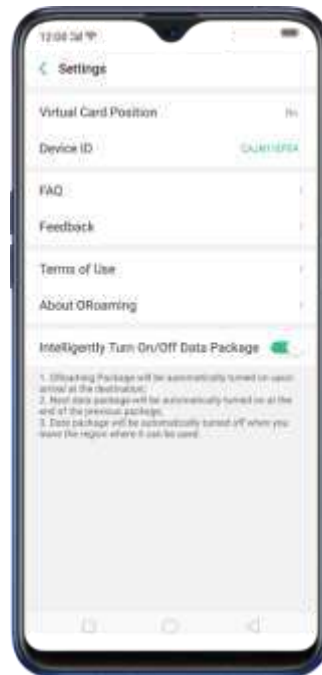 12:00
Settings
Virtual Card Position
No
Device ID
FAQ
Feedback
Terms of Use
About ORoaming
Intelligently Turn On/Off Data Package
1. ORoaming Package will be automatically turned on upon
arrival at the destination.
2. Next data package will be automatically turned on at the
end of the previous package.
3. Data package will be automatically turned off when you
leave the region where it can be used.